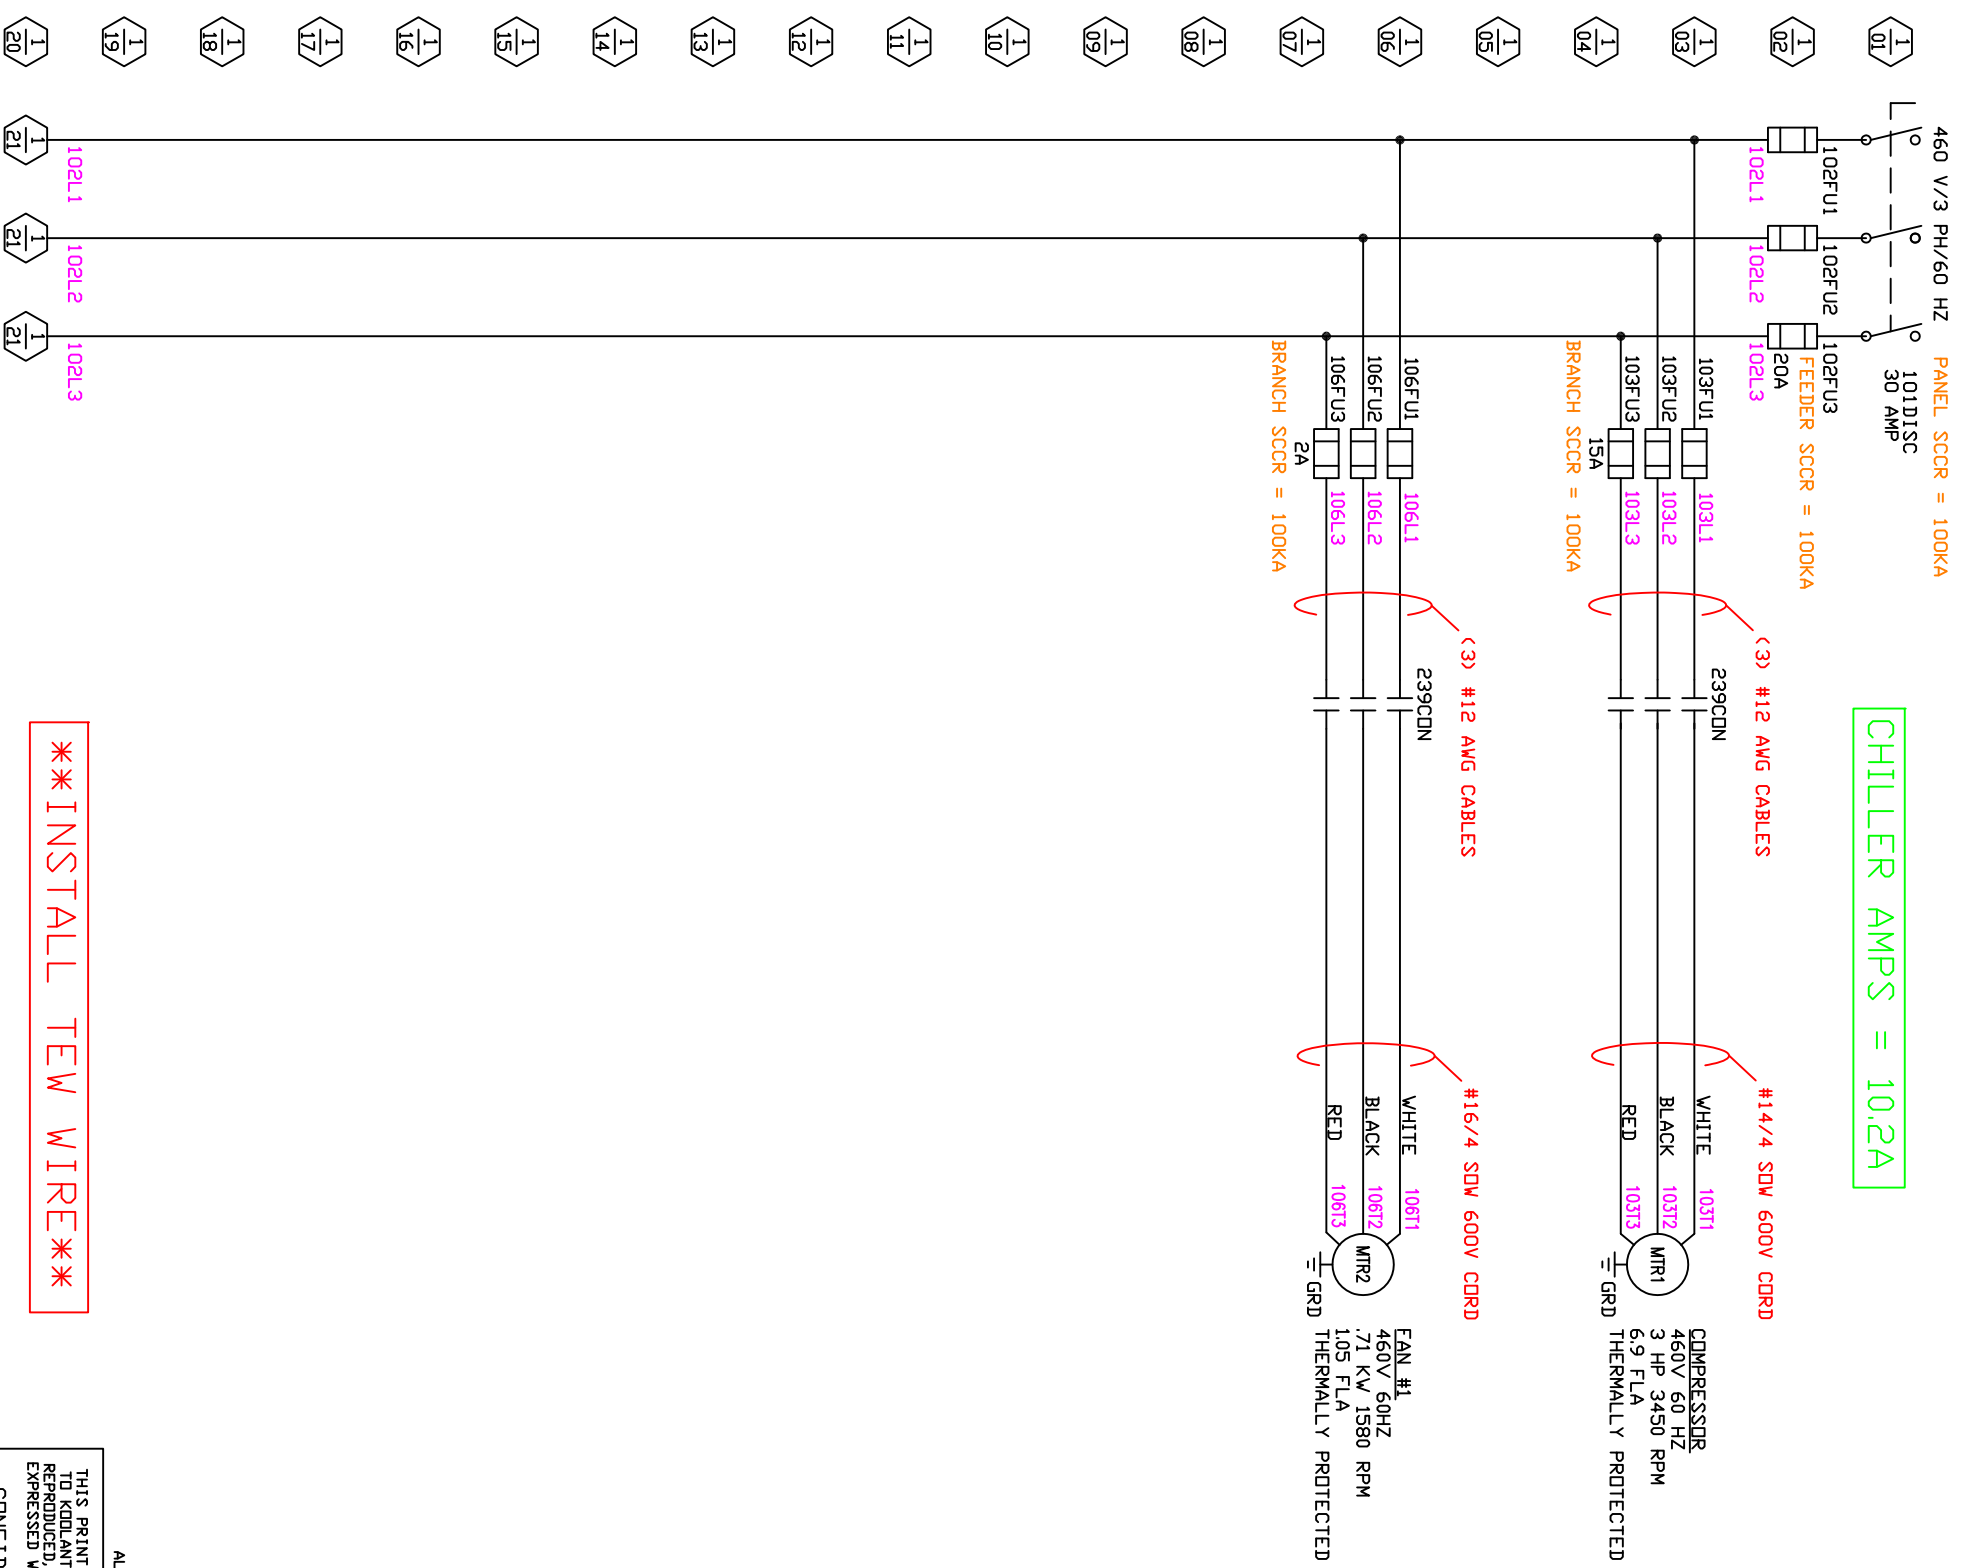 1
01
1
02
1
03
1
04
1
05
1
06
1
07
1
08
1
09
1
10
1
11
1
12
1
13
1
14
1
15
1
16
1
17
1
18
1
19
1
20
460 V/3 PH/60 HZ
PANEL SCCR = 100KA
101DISC
30 AMP
CHILLER AMPS = 10.2A
102FU1
102FU2
102FU3
FEEDER SCCR = 100KA
20A
102L1
102L2
102L3
(3) #12 AWG CABLES
#14/4 SOW 600V CORD
239CON
103FU1
103L1
WHITE
103T1
103FU2
103L2
BLACK
103T2
103FU3
103L3
RED
103T3
15A
MTR1
GRD
COMPRESSOR
460V 60 HZ
3 HP 3450 RPM
6.9 FLA
THERMALLY PROTECTED
BRANCH SCCR = 100KA
(3) #12 AWG CABLES
#16/4 SOW 600V CORD
239CON
106FU1
106L1
WHITE
106T1
106FU2
106L2
BLACK
106T2
106FU3
106L3
RED
106T3
2A
MTR2
GRD
FAN #1
460V 60HZ
.71 KW 1580 RPM
1.05 FLA
THERMALLY PROTECTED
BRANCH SCCR = 100KA
102L1
102L2
102L3
1
21
1
21
1
21
**INSTALL TEW WIRE**
THIS PRINT
TO KOOLANT
REPRODUCED,
EXPRESSED